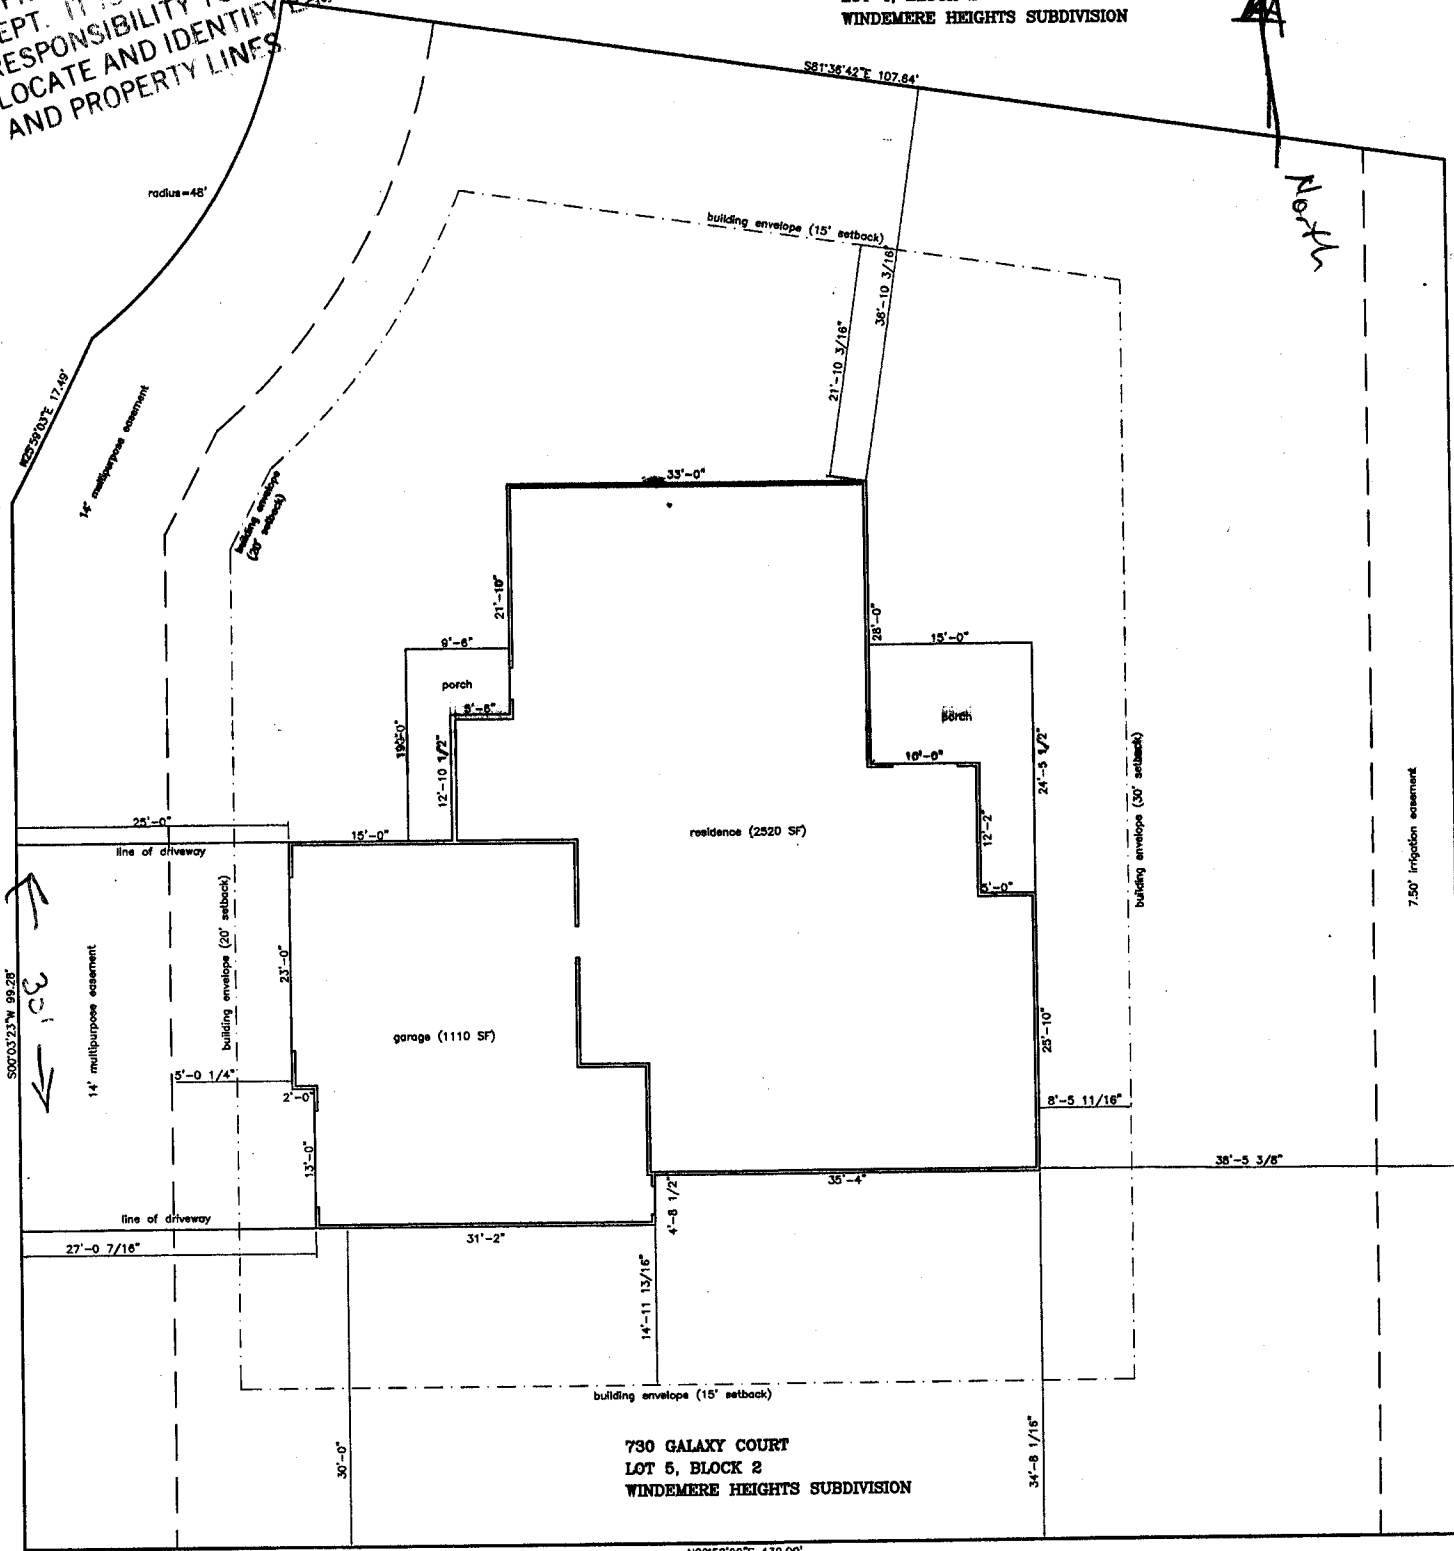 EPT. IT IS
RESPONSIBILITY TO
LOCATE AND IDENTIFY
AND PROPERTY LINES
WINDEMERE HEIGHTS SUBDIVISION
S81°36'42"E 107.64'
North
radius=48'
building envelope (15' setback)
38'-10 3/16"
21'-10 3/16"
N25°59'03"E 17.49'
14' multipurpose easement
building envelope
(20' setback)
33'-0"
21'-10"
28'-0"
9'-6"
15'-0"
porch
porch
5'-6"
12'-10 1/2"
10'-0"
24'-5 1/2"
building envelope (30' setback)
7.50' irrigation easement
12'-2"
5'-0"
25'-0"
15'-0"
line of driveway
residence (2520 SF)
building envelope (20' setback)
23'-0"
S00°03'23"W 99.28'
30'
14' multipurpose easement
garage (1110 SF)
25'-10"
5'-0 1/4"
2'-0"
8'-5 11/16"
13'-0"
38'-5 3/8"
35'-4"
4'-8 1/2"
line of driveway
27'-0 7/16"
31'-2"
14'-11 13/16"
building envelope (15' setback)
30'-0"
34'-8 1/16"
730 GALAXY COURT
LOT 5, BLOCK 2
WINDEMERE HEIGHTS SUBDIVISION